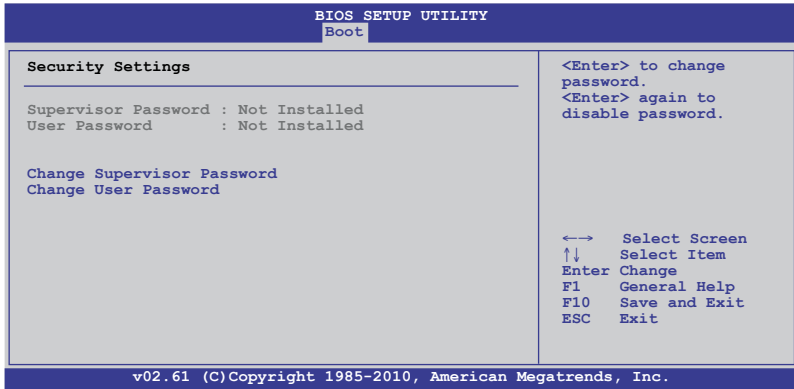 BIOS SETUP UTILITY
Boot
Security Settings
Supervisor Password : Not Installed
User Password : Not Installed
Change Supervisor Password
Change User Password
<Enter> to change
password.
<Enter> again to
disable password.
←→ Select Screen
↑↓ Select Item
Enter Change
F1 General Help
F10 Save and Exit
ESC Exit
v02.61 (C)Copyright 1985-2010, American Megatrends, Inc.